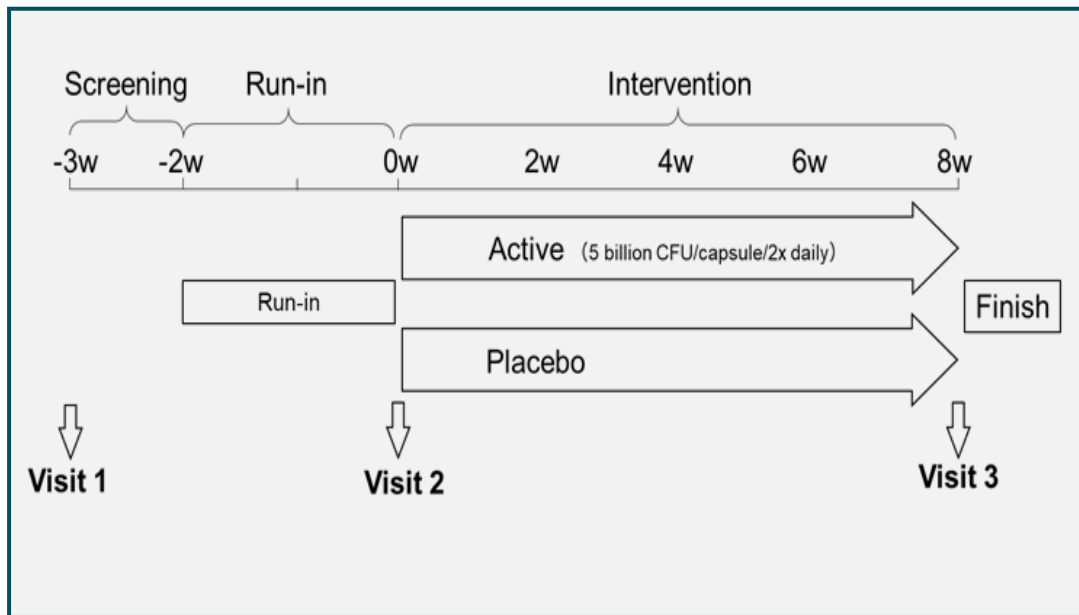 Screening Run-in Intervention
-3w -2w 0w 2w 4w 6w 8w
Active （5 billion CFU/capsule/2x daily）
Run-in
Finish
Placebo
Visit 1 Visit 2 Visit 3